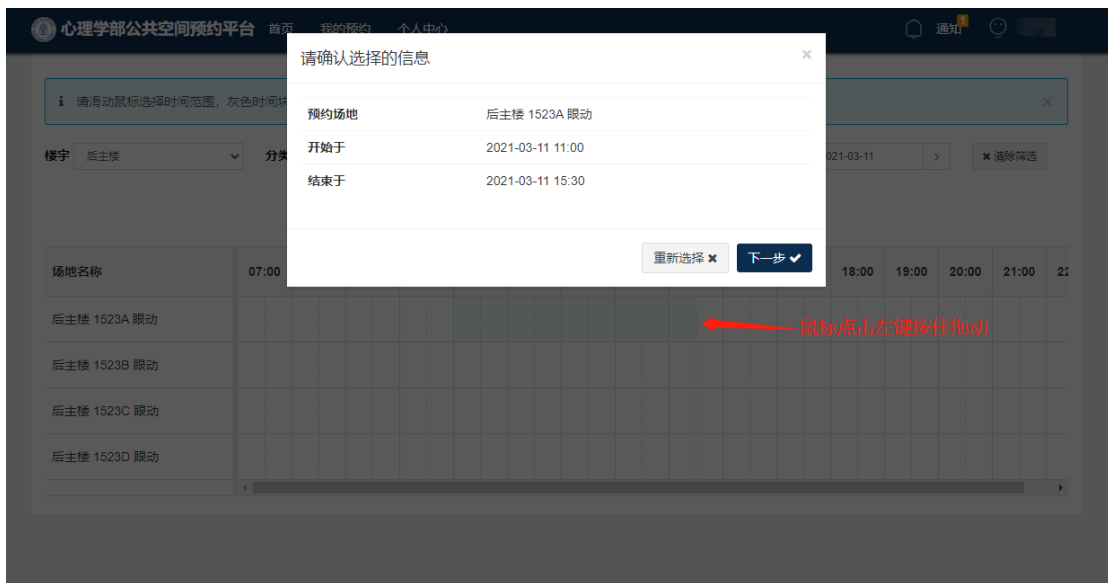 心理学部公共空间预约平台 首页 我的预约 个人中心 通知 1
请确认选择的信息 ×
i 请滑动鼠标选择时间范围，灰色时间块 ×
预约场地 后主楼 1523A 眼动
开始于 2021-03-11 11:00
结束于 2021-03-11 15:30
楼宇 后主楼 分类 021-03-11 > ✖清除筛选
重新选择 ✖ 下一步 ✔
场地名称 07:00 18:00 19:00 20:00 21:00 22
后主楼 1523A 眼动
鼠标点击左键按住拖动
后主楼 1523B 眼动
后主楼 1523C 眼动
后主楼 1523D 眼动